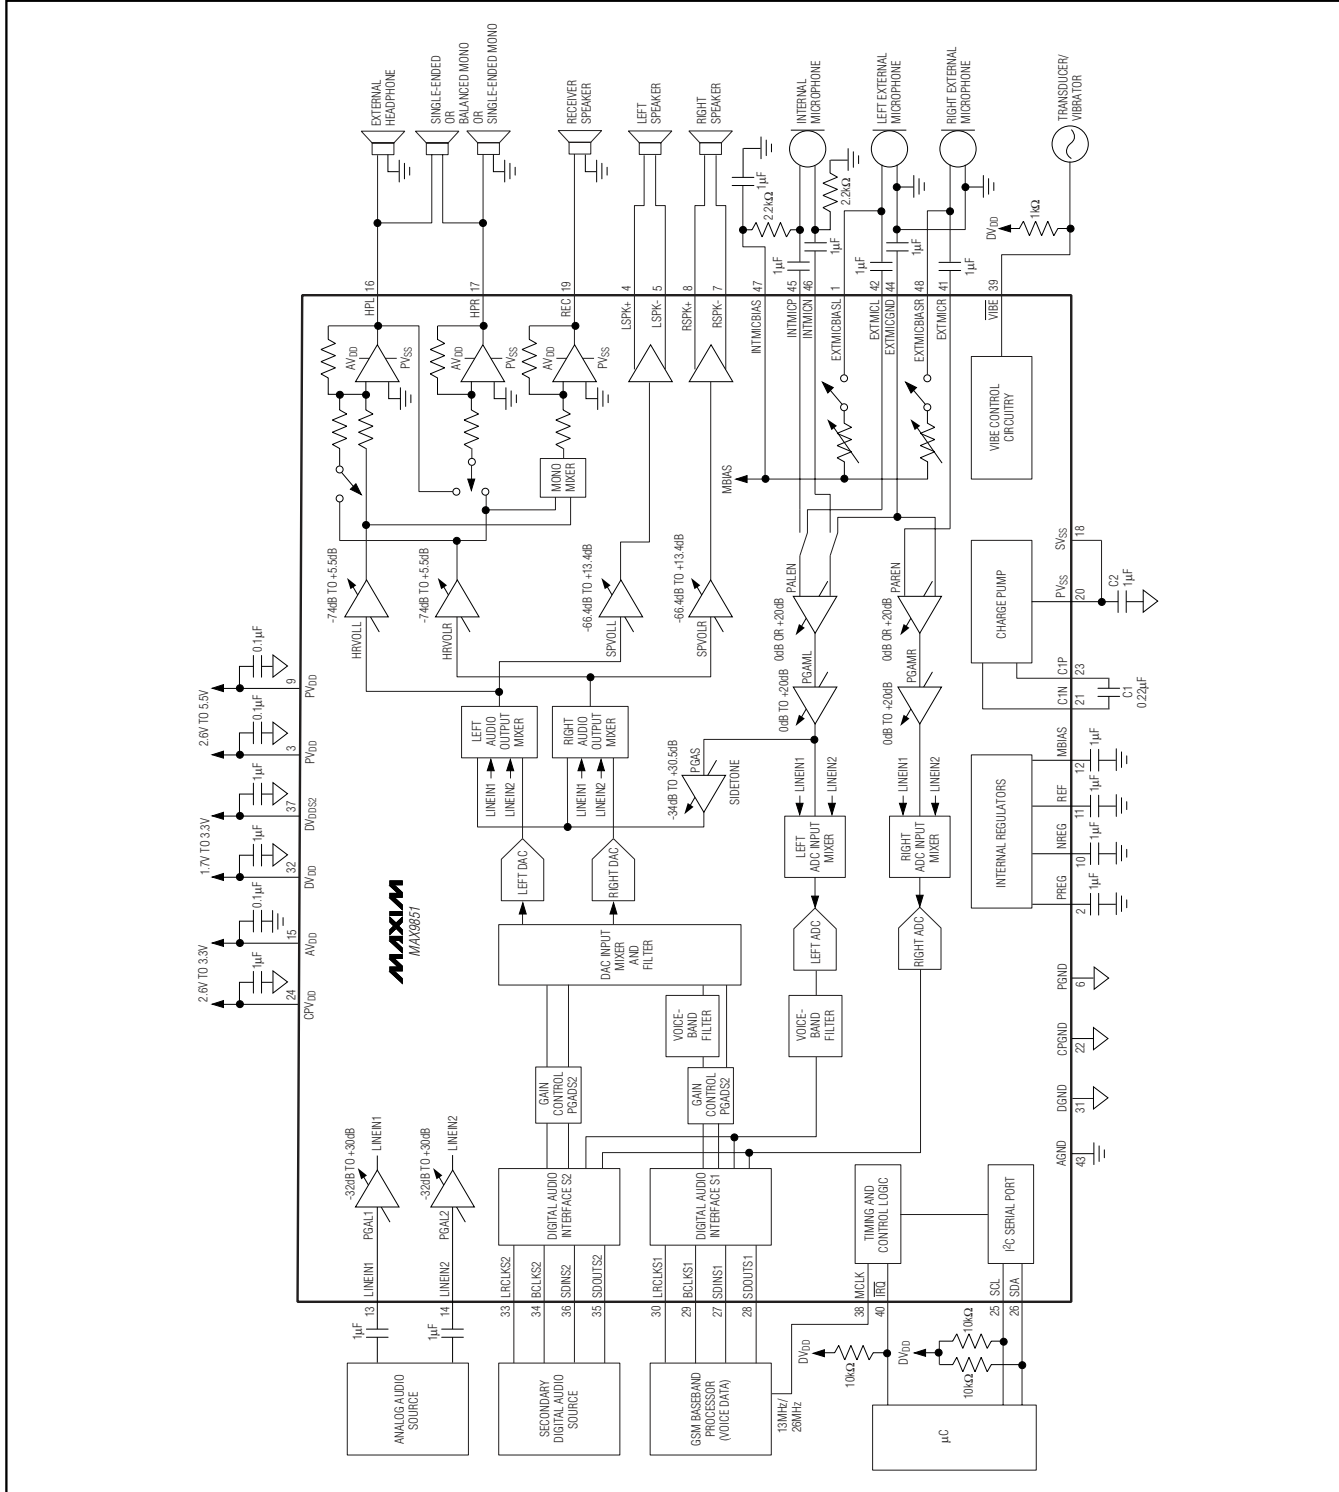 EXTERNAL
HEADPHONE
SINGLE-ENDED
OR
BALANCED MONO
OR
SINGLE-ENDED MONO
RECEIVER
SPEAKER
LEFT
SPEAKER
RIGHT
SPEAKER
INTERNAL
MICROPHONE
LEFT EXTERNAL
MICROPHONE
RIGHT EXTERNAL
MICROPHONE
TRANSDUCER/
VIBRATOR
1µF
2.2kΩ
2.2kΩ
1µF
1µF
1µF
1µF
1µF
DVDD
1kΩ
16
17
19
4
5
8
7
47
45
46
1
42
44
48
41
39
HPL
HPR
REC
LSPK+
LSPK-
RSPK+
RSPK-
INTMICBIAS
INTMICP
INTMICN
EXTMICBIASL
EXTMICL
EXTMICGND
EXTMICBIASR
EXTMICR
VIBE
AVDD
PVSS
AVDD
PVSS
AVDD
PVSS
MONO
MIXER
MBIAS
VIBE CONTROL
CIRCUITRY
-74dB TO +5.5dB
HRVOLL
-74dB TO +5.5dB
HRVOLR
-66.4dB TO +13.4dB
SPVOLL
-66.4dB TO +13.4dB
SPVOLR
PALEN
0dB OR +20dB
PAREN
0dB OR +20dB
PGAML
0dB TO +20dB
PGAMR
0dB TO +20dB
CHARGE PUMP
SVSS
18
PVSS
20
C2
1µF
C1P
23
C1N
21
C1
0.22µF
2.6V TO 5.5V
0.1µF
9
PVDD
0.1µF
3
PVDD
1.7V TO 3.3V
1µF
37
DVDDS2
1µF
32
DVDD
2.6V TO 3.3V
0.1µF
15
AVDD
1µF
24
CPVDD
LEFT
AUDIO
OUTPUT
MIXER
LINEIN1
LINEIN2
RIGHT
AUDIO
OUTPUT
MIXER
LINEIN1
LINEIN2
-34dB TO +30.5dB
PGAS
SIDETONE
LINEIN1
LINEIN2
LEFT
ADC INPUT
MIXER
LINEIN1
LINEIN2
RIGHT
ADC INPUT
MIXER
INTERNAL REGULATORS
MBIAS
12
1µF
REF
11
1µF
NREG
10
1µF
PREG
2
1µF
MAXIM
MAX9851
LEFT DAC
RIGHT DAC
DAC INPUT
MIXER
AND
FILTER
LEFT ADC
RIGHT ADC
VOICE-
BAND
FILTER
VOICE-
BAND
FILTER
GAIN
CONTROL
PGADS2
GAIN
CONTROL
PGADS2
PGND
6
CPGND
22
DGND
31
AGND
43
-32dB TO +30dB
LINEIN1
PGAL1
-32dB TO +30dB
LINEIN2
PGAL2
DIGITAL AUDIO
INTERFACE S2
DIGITAL AUDIO
INTERFACE S1
TIMING AND
CONTROL LOGIC
I²C SERIAL PORT
LINEIN1
LINEIN2
LRCLKS2
BCLKS2
SDINS2
SDOUTS2
LRCLKS1
BCLKS1
SDINS1
SDOUTS1
MCLK
IRQ
SCL
SDA
13
14
33
34
36
35
30
29
27
28
38
40
25
26
1µF
1µF
DVDD
10kΩ
DVDD
10kΩ
10kΩ
ANALOG AUDIO
SOURCE
SECONDARY
DIGITAL AUDIO
SOURCE
GSM BASEBAND
PROCESSOR
(VOICE DATA)
13MHz/
26MHz
µC